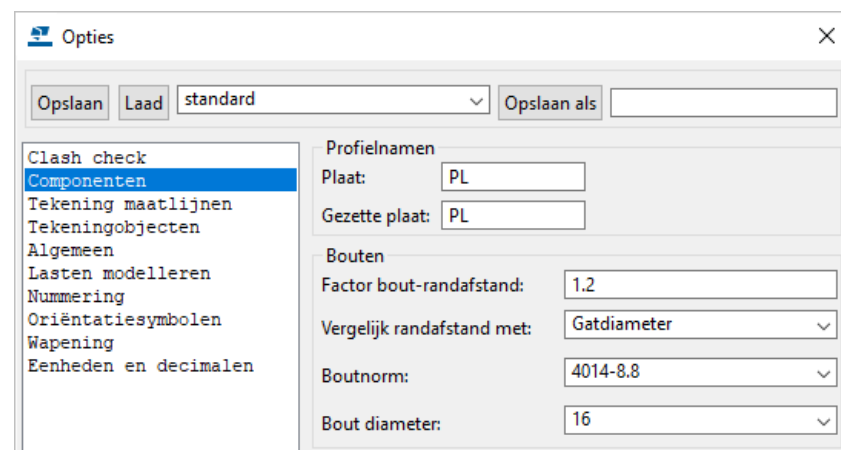 Opties
Opslaan Laad standard Opslaan als
Clash check
Componenten
Tekening maatlijnen
Tekeningobjecten
Algemeen
Lasten modelleren
Nummering
Oriëntatiesymbolen
Wapening
Eenheden en decimalen
Profielnamen
Plaat: PL
Gezette plaat: PL
Bouten
Factor bout-randafstand: 1.2
Vergelijk randafstand met: Gatdiameter
Boutnorm: 4014-8.8
Bout diameter: 16